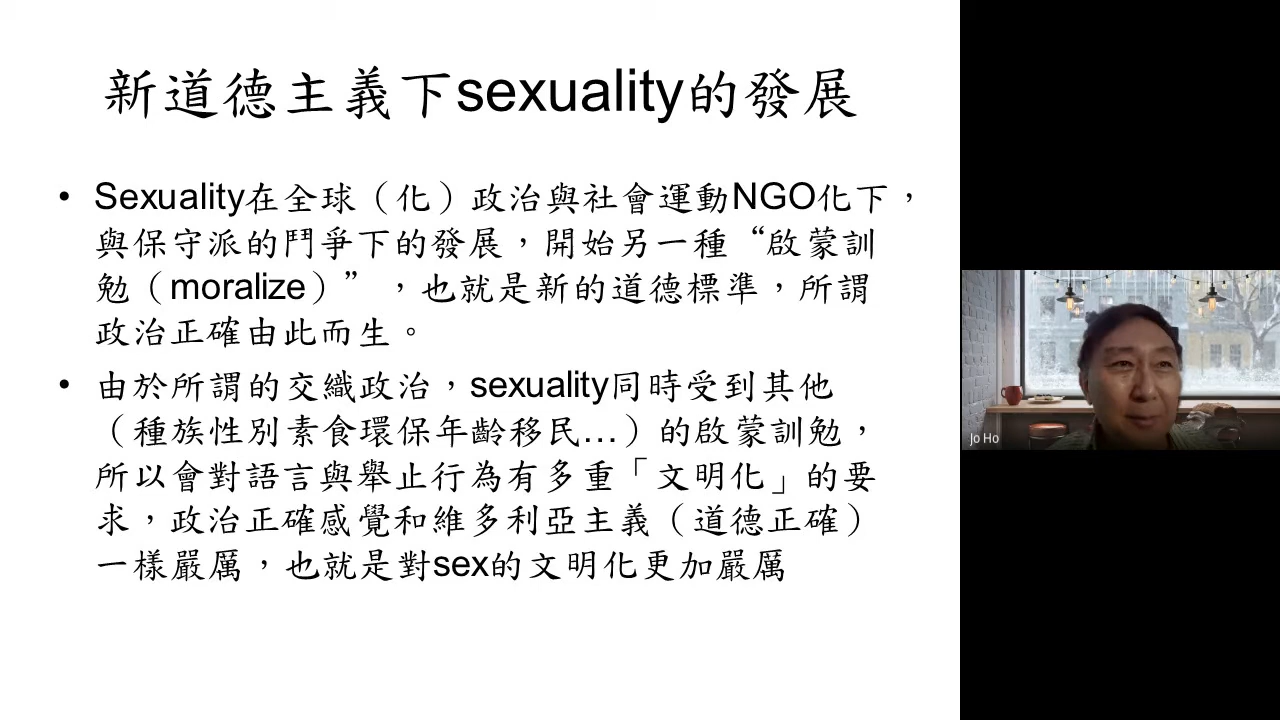 新道德主義下sexuality的發展
• Sexuality在全球（化）政治與社會運動NGO化下，
與保守派的鬥爭下的發展，開始另一種“啟蒙訓
勉（moralize）”，也就是新的道德標準，所謂
政治正確由此而生。
• 由於所謂的交織政治，sexuality同時受到其他
（種族性別素食環保年齡移民…）的啟蒙訓勉，
所以會對語言與舉止行為有多重「文明化」的要
求，政治正確感覺和維多利亞主義（道德正確）
一樣嚴厲，也就是對sex的文明化更加嚴厲
Jo Ho